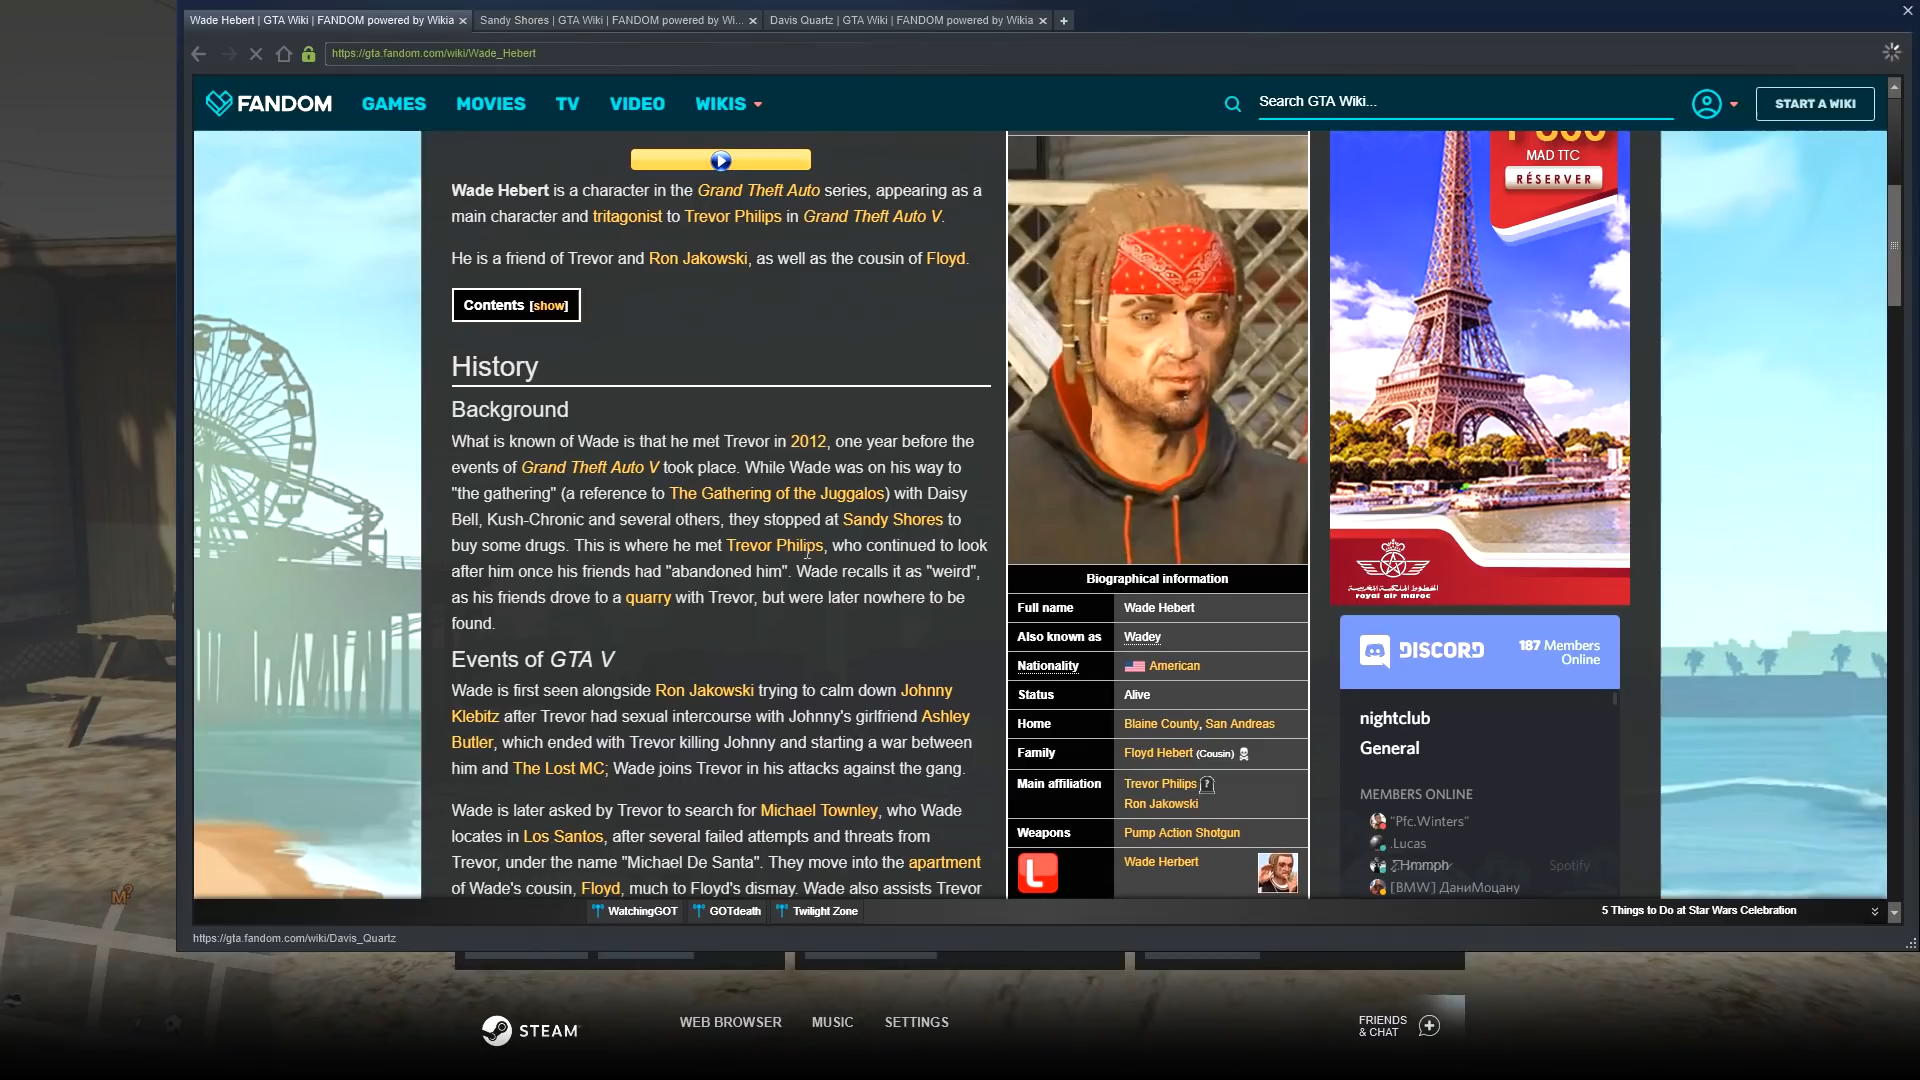 Wade Hebert | GTA Wiki | FANDOM powered by Wikia
Sandy Shores | GTA Wiki | FANDOM powered by Wi...
Davis Quartz | GTA Wiki | FANDOM powered by Wikia
https://gta.fandom.com/wiki/Wade_Hebert
FANDOM
GAMES
MOVIES
TV
VIDEO
WIKIS
Search GTA Wiki...
START A WIKI
Wade Hebert is a character in the Grand Theft Auto series, appearing as a
main character and tritagonist to Trevor Philips in Grand Theft Auto V.
He is a friend of Trevor and Ron Jakowski, as well as the cousin of Floyd.
Contents [show]
History
Background
What is known of Wade is that he met Trevor in 2012, one year before the
events of Grand Theft Auto V took place. While Wade was on his way to
"the gathering" (a reference to The Gathering of the Juggalos) with Daisy
Bell, Kush-Chronic and several others, they stopped at Sandy Shores to
buy some drugs. This is where he met Trevor Philips, who continued to look
after him once his friends had "abandoned him". Wade recalls it as "weird",
as his friends drove to a quarry with Trevor, but were later nowhere to be
found.
Events of GTA V
Wade is first seen alongside Ron Jakowski trying to calm down Johnny
Klebitz after Trevor had sexual intercourse with Johnny's girlfriend Ashley
Butler, which ended with Trevor killing Johnny and starting a war between
him and The Lost MC; Wade joins Trevor in his attacks against the gang.
Wade is later asked by Trevor to search for Michael Townley, who Wade
locates in Los Santos, after several failed attempts and threats from
Trevor, under the name "Michael De Santa". They move into the apartment
of Wade's cousin, Floyd, much to Floyd's dismay. Wade also assists Trevor
Biographical information
Full name Wade Hebert
Also known as Wadey
Nationality American
Status Alive
Home Blaine County, San Andreas
Family Floyd Hebert (Cousin)
Main affiliation Trevor Philips ?
Ron Jakowski
Weapons Pump Action Shotgun
L Wade Herbert
MAD TTC
RÉSERVER
royal air maroc
DISCORD
187 Members
Online
nightclub
General
MEMBERS ONLINE
"Pfc.Winters"
.Lucas
Hmmph
Spotify
[BMW] ДаниМоцану
WatchingGOT
GOTdeath
Twilight Zone
5 Things to Do at Star Wars Celebration
https://gta.fandom.com/wiki/Davis_Quartz
M?
STEAM
WEB BROWSER
MUSIC
SETTINGS
FRIENDS
& CHAT